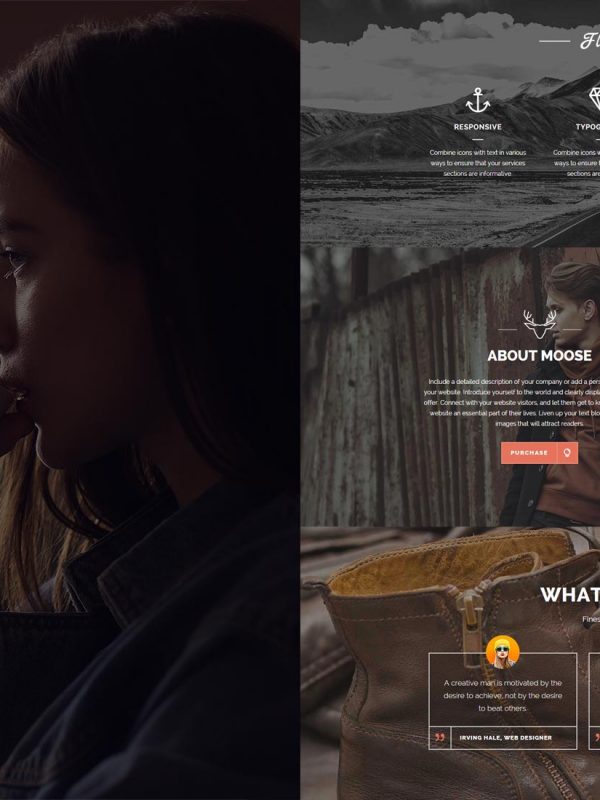 Fl
RESPONSIVE
TYPOG
Combine icons with text in various
ways to ensure that your services
sections are informative.
Combine icons w
ways to ensure t
sections are
ABOUT MOOSE
Include a detailed description of your company or add a pers
your website. Introduce yourself to the world and clearly displa
offer. Connect with your website visitors, and let them get to k
website an essential part of their lives. Liven up your text blo
images that will attract readers.
PURCHASE
WHAT
Fines
A creative man is motivated by the
desire to achieve, not by the desire
to beat others.
IRVING HALE, WEB DESIGNER